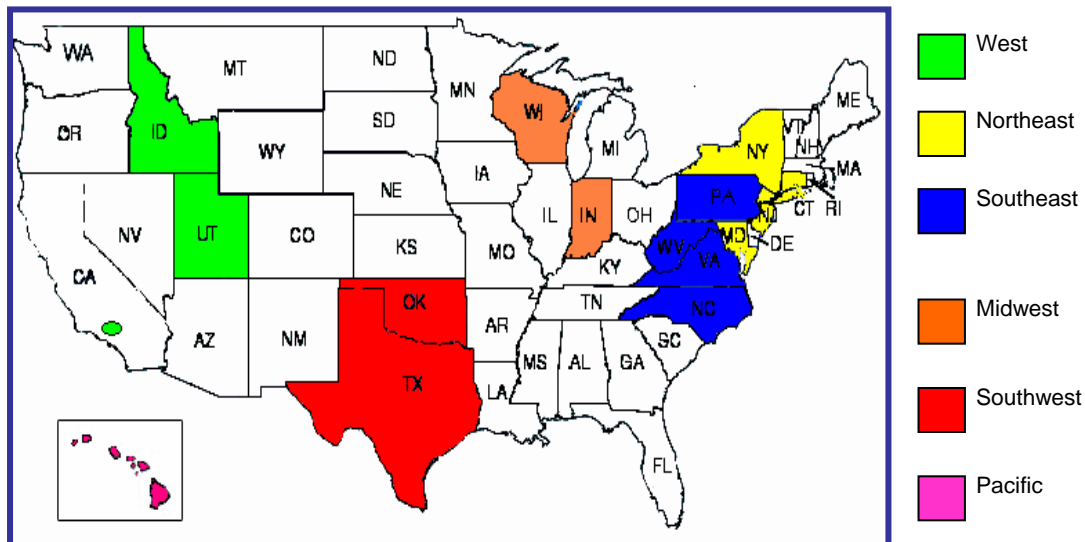 WA
MT
ND
MN
ME
OR
ID
SD
WI
MI
NY
VT
NH
WY
MA
IA
NE
PA
CT
RI
NV
UT
CO
IL
IN
OH
NJ
MD
DE
KS
MO
WV
VA
KY
CA
OK
TN
NC
AZ
NM
AR
SC
MS
AL
GA
TX
LA
FL
West
Northeast
Southeast
Midwest
Southwest
Pacific